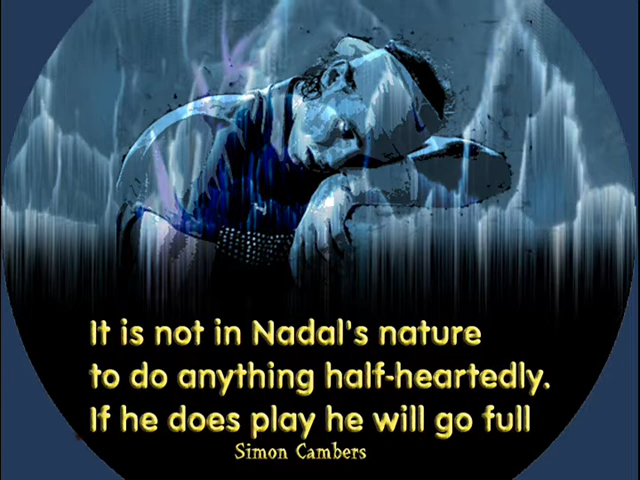 It is not in Nadal's nature
to do anything half-heartedly.
If he does play he will go full
Simon Cambers